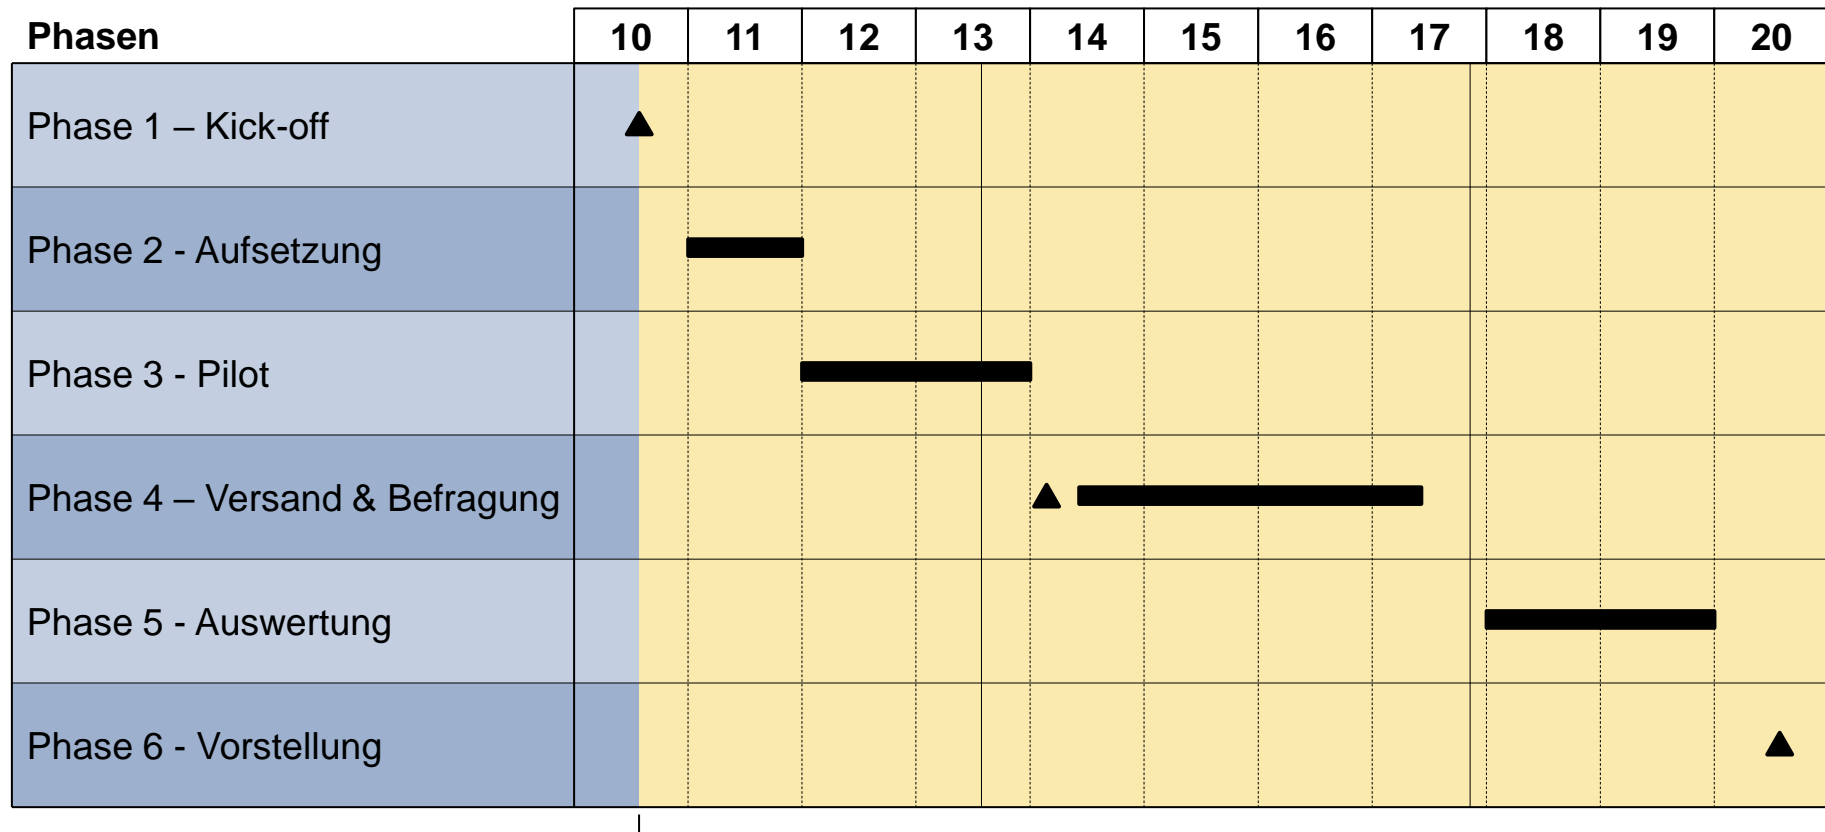 Phasen 10 11 12 13 14 15 16 17 18 19 20
Phase 1 – Kick-off
Phase 2 - Aufsetzung
Phase 3 - Pilot
Phase 4 – Versand & Befragung
Phase 5 - Auswertung
Phase 6 - Vorstellung